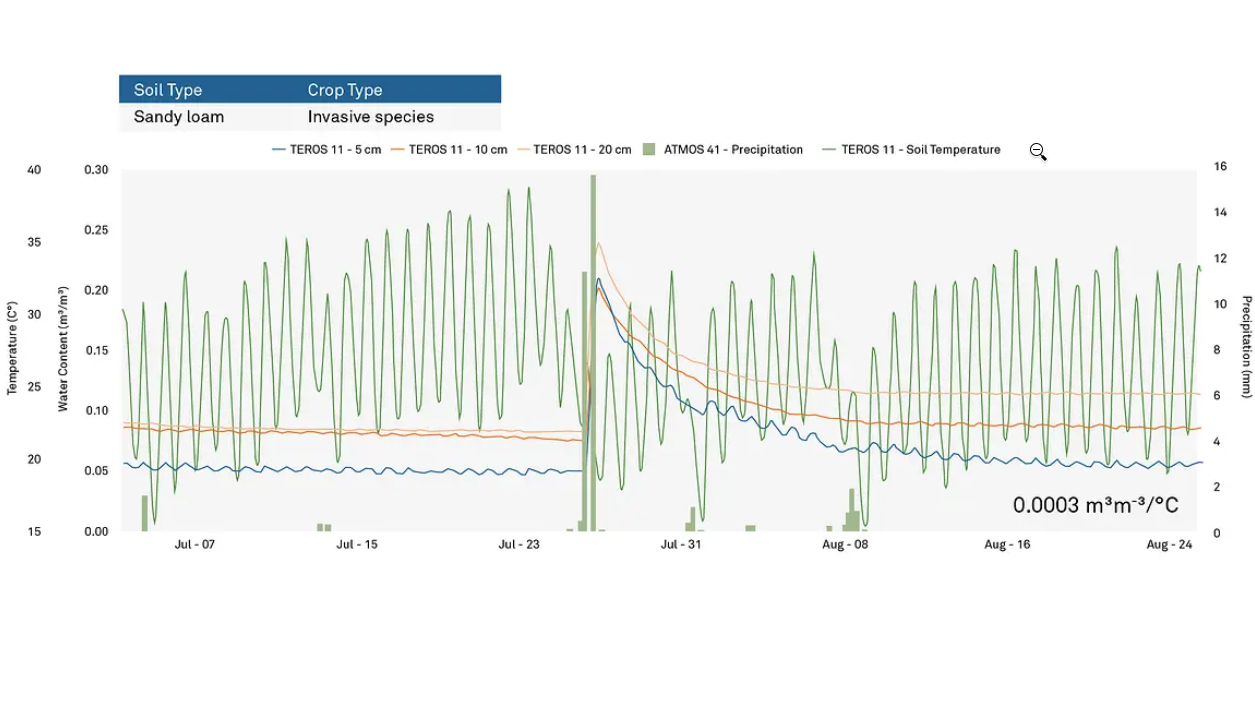 Soil Type Crop Type
Sandy loam Invasive species
TEROS 11 - 5 cm TEROS 11 - 10 cm TEROS 11 - 20 cm ATMOS 41 - Precipitation TEROS 11 - Soil Temperature
40 0.30 16
14
35 0.25
12
0.20
30 10
0.15 8
25
0.10 6
4
20 0.05
2
15 0.00 0
Temperature (C°)
Water Content (m³/m³)
Precipitation (mm)
0.0003 m³m⁻³/°C
Jul - 07 Jul - 15 Jul - 23 Jul - 31 Aug - 08 Aug - 16 Aug - 24